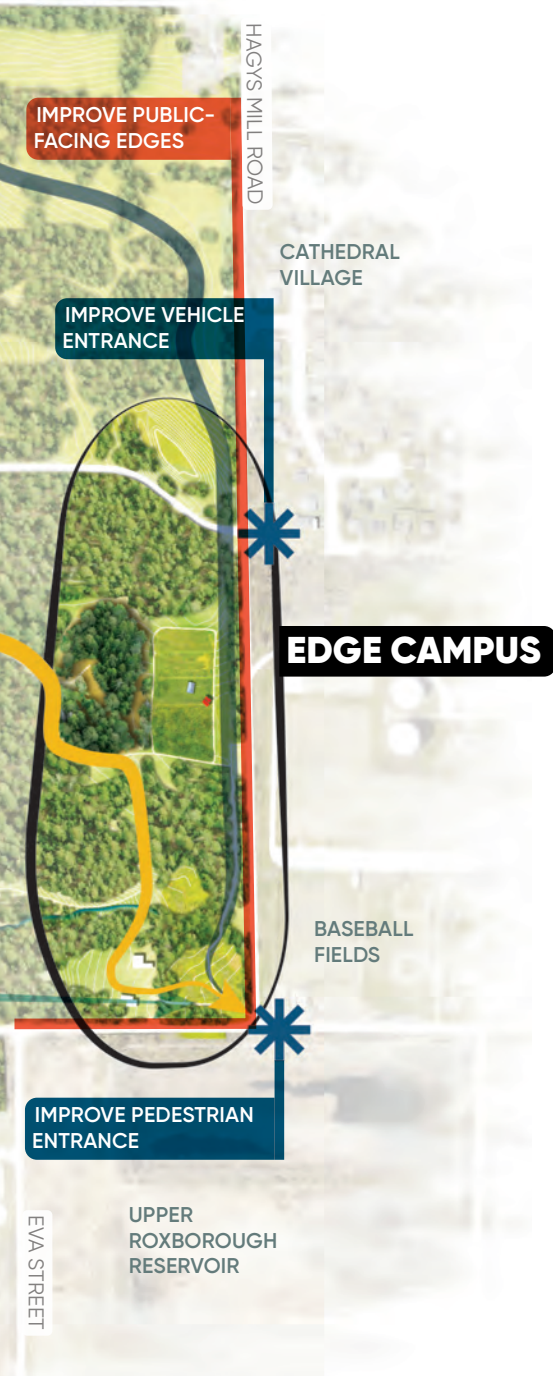 HAGYS MILL ROAD
IMPROVE PUBLIC-
FACING EDGES
CATHEDRAL
VILLAGE
IMPROVE VEHICLE
ENTRANCE
EDGE CAMPUS
BASEBALL
FIELDS
IMPROVE PEDESTRIAN
ENTRANCE
UPPER
ROXBOROUGH
RESERVOIR
EVA STREET